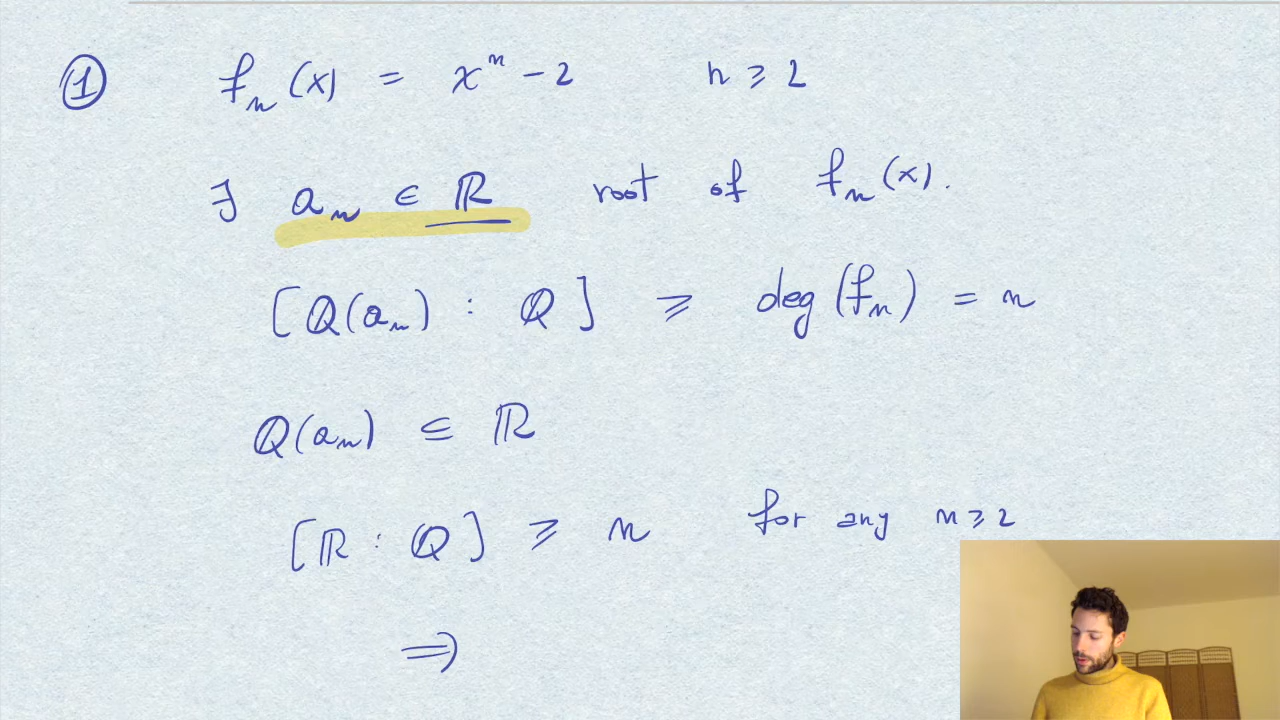 ① fₙ(x) = xⁿ - 2 n ⩾ 2
∃ aₙ ∈ ℝ root of fₙ(x).
[ℚ(aₙ) : ℚ] ⩾ deg(fₙ) = n
ℚ(aₙ) ⊆ ℝ
[ℝ : ℚ] ⩾ n for any n ⩾ 2
⇒